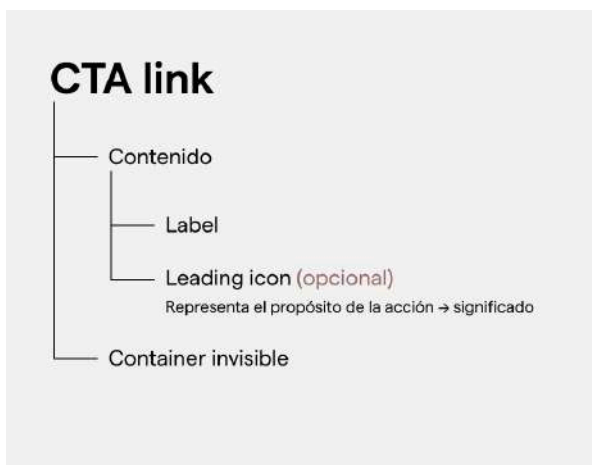 CTA link
Contenido
Label
Leading icon (opcional)
Representa el propósito de la acción → significado
Container invisible